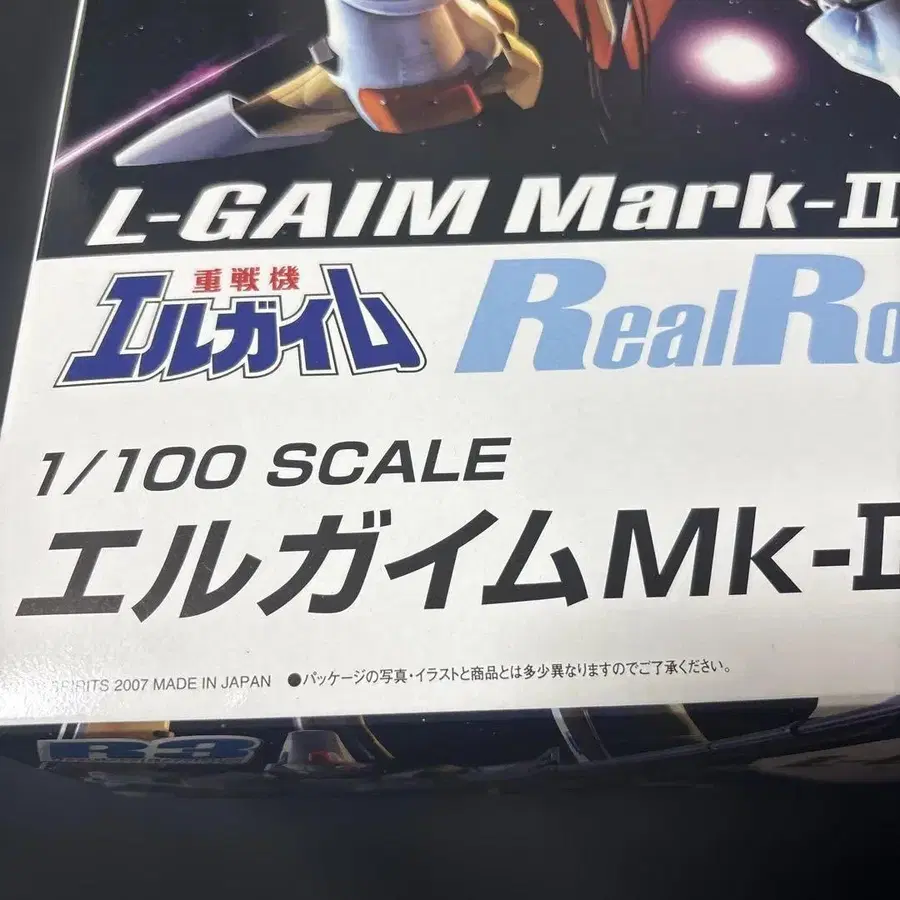 L-GAIM Mark-II
重戦機
エルガイム
Real
1/100 SCALE
エルガイムMk-II
SPIRITS 2007 MADE IN JAPAN ●パッケージの写真・イラストと商品とは多少異なりますのでご了承ください。
R3